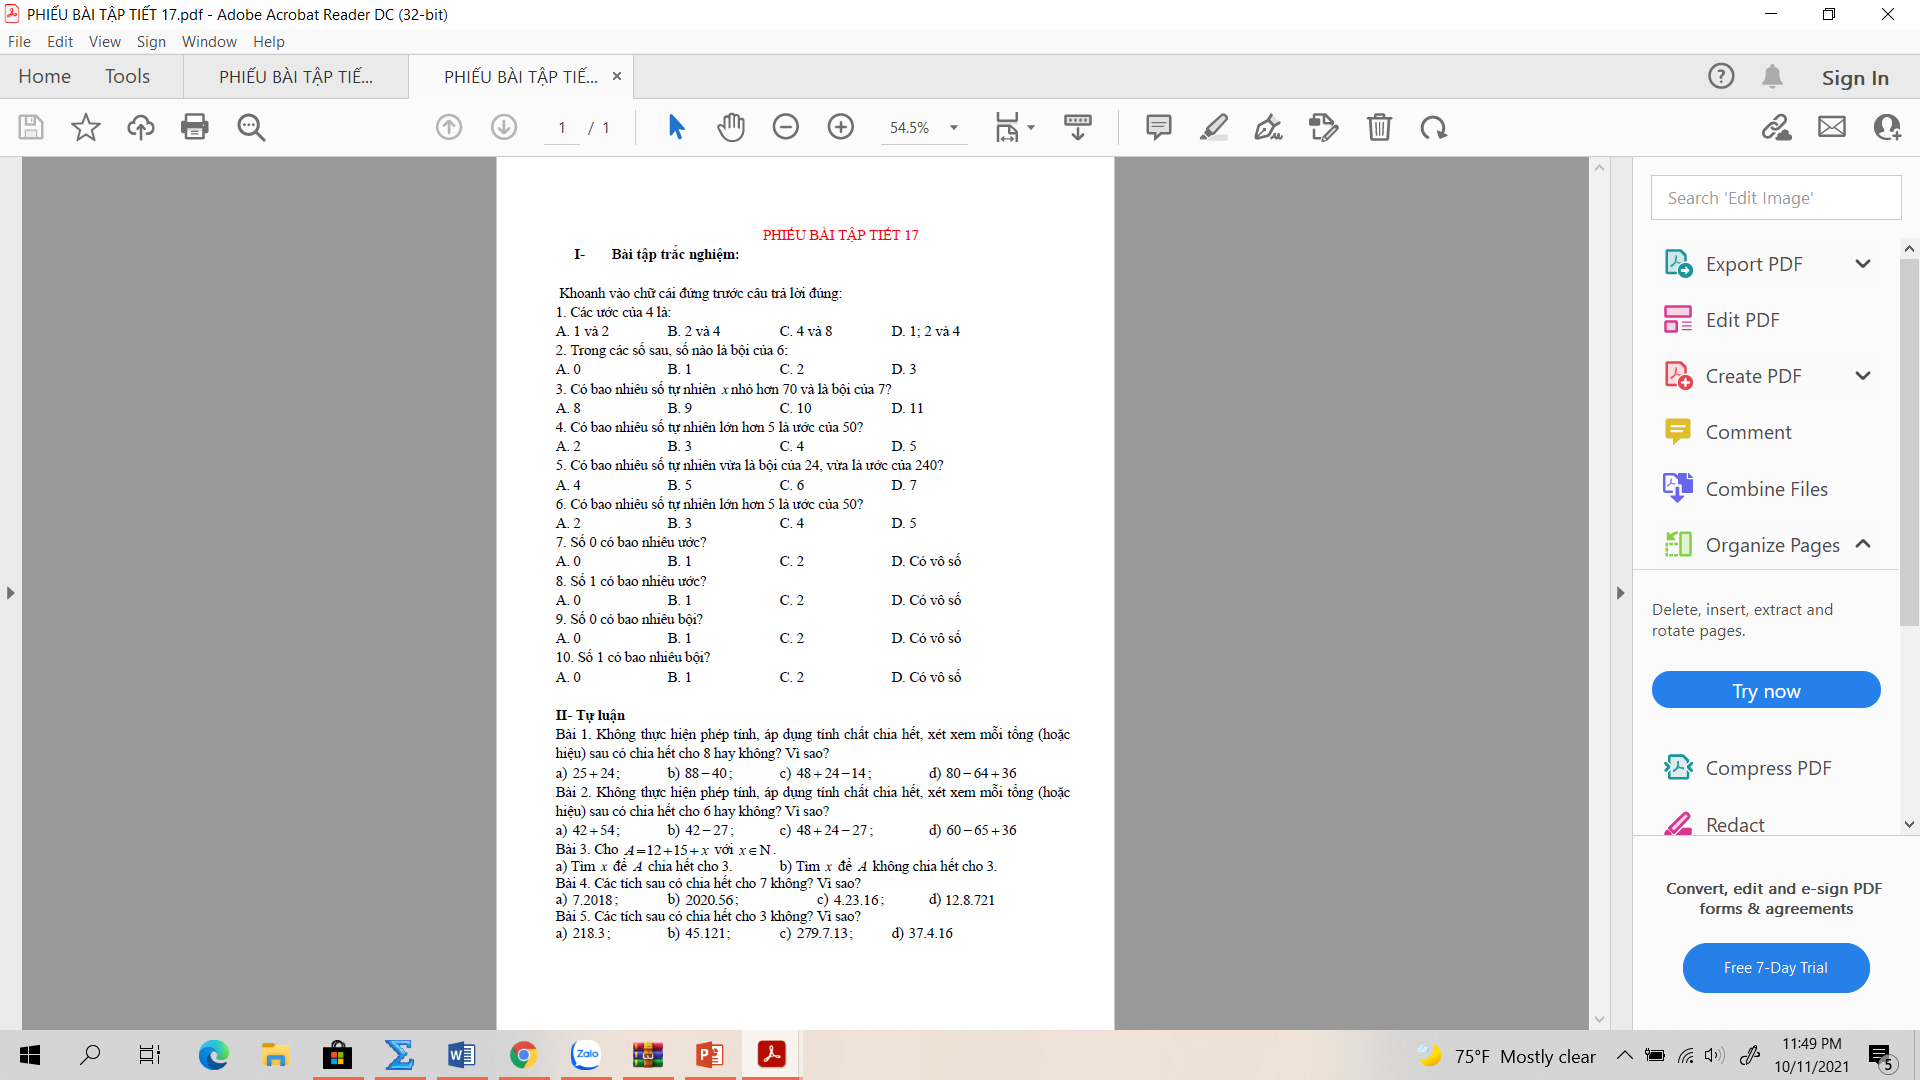 PHIẾU BÀI TẬP TIẾT 17.pdf - Adobe Acrobat Reader DC (32-bit)
File Edit View Sign Window Help
Home Tools PHIẾU BÀI TẬP TIẾ... PHIẾU BÀI TẬP TIẾ... × Sign In
1 / 1 54.5%
PHIẾU BÀI TẬP TIẾT 17
I- Bài tập trắc nghiệm:
Khoanh vào chữ cái đứng trước câu trả lời đúng:
1. Các ước của 4 là:
A. 1 và 2 B. 2 và 4 C. 4 và 8 D. 1; 2 và 4
2. Trong các số sau, số nào là bội của 6:
A. 0 B. 1 C. 2 D. 3
3. Có bao nhiêu số tự nhiên x nhỏ hơn 70 và là bội của 7?
A. 8 B. 9 C. 10 D. 11
4. Có bao nhiêu số tự nhiên lớn hơn 5 là ước của 50?
A. 2 B. 3 C. 4 D. 5
5. Có bao nhiêu số tự nhiên vừa là bội của 24, vừa là ước của 240?
A. 4 B. 5 C. 6 D. 7
6. Có bao nhiêu số tự nhiên lớn hơn 5 là ước của 50?
A. 2 B. 3 C. 4 D. 5
7. Số 0 có bao nhiêu ước?
A. 0 B. 1 C. 2 D. Có vô số
8. Số 1 có bao nhiêu ước?
A. 0 B. 1 C. 2 D. Có vô số
9. Số 0 có bao nhiêu bội?
A. 0 B. 1 C. 2 D. Có vô số
10. Số 1 có bao nhiêu bội?
A. 0 B. 1 C. 2 D. Có vô số
II- Tự luận
Bài 1. Không thực hiện phép tính, áp dụng tính chất chia hết, xét xem mỗi tổng (hoặc
hiệu) sau có chia hết cho 8 hay không? Vì sao?
a) 25+24; b) 88−40; c) 48+24−14; d) 80−64+36
Bài 2. Không thực hiện phép tính, áp dụng tính chất chia hết, xét xem mỗi tổng (hoặc
hiệu) sau có chia hết cho 6 hay không? Vì sao?
a) 42+54; b) 42−27; c) 48+24−27; d) 60−65+36
Bài 3. Cho A=12+15+x với x∈N.
a) Tìm x để A chia hết cho 3. b) Tìm x để A không chia hết cho 3.
Bài 4. Các tích sau có chia hết cho 7 không? Vì sao?
a) 7.2018; b) 2020.56; c) 4.23.16; d) 12.8.721
Bài 5. Các tích sau có chia hết cho 3 không? Vì sao?
a) 218.3; b) 45.121; c) 279.7.13; d) 37.4.16
Search 'Edit Image'
Export PDF
Edit PDF
Create PDF
Comment
Combine Files
Organize Pages
Delete, insert, extract and
rotate pages.
Try now
Compress PDF
Redact
Convert, edit and e-sign PDF
forms & agreements
Free 7-Day Trial
Zalo
75°F Mostly clear
11:49 PM
10/11/2021
5